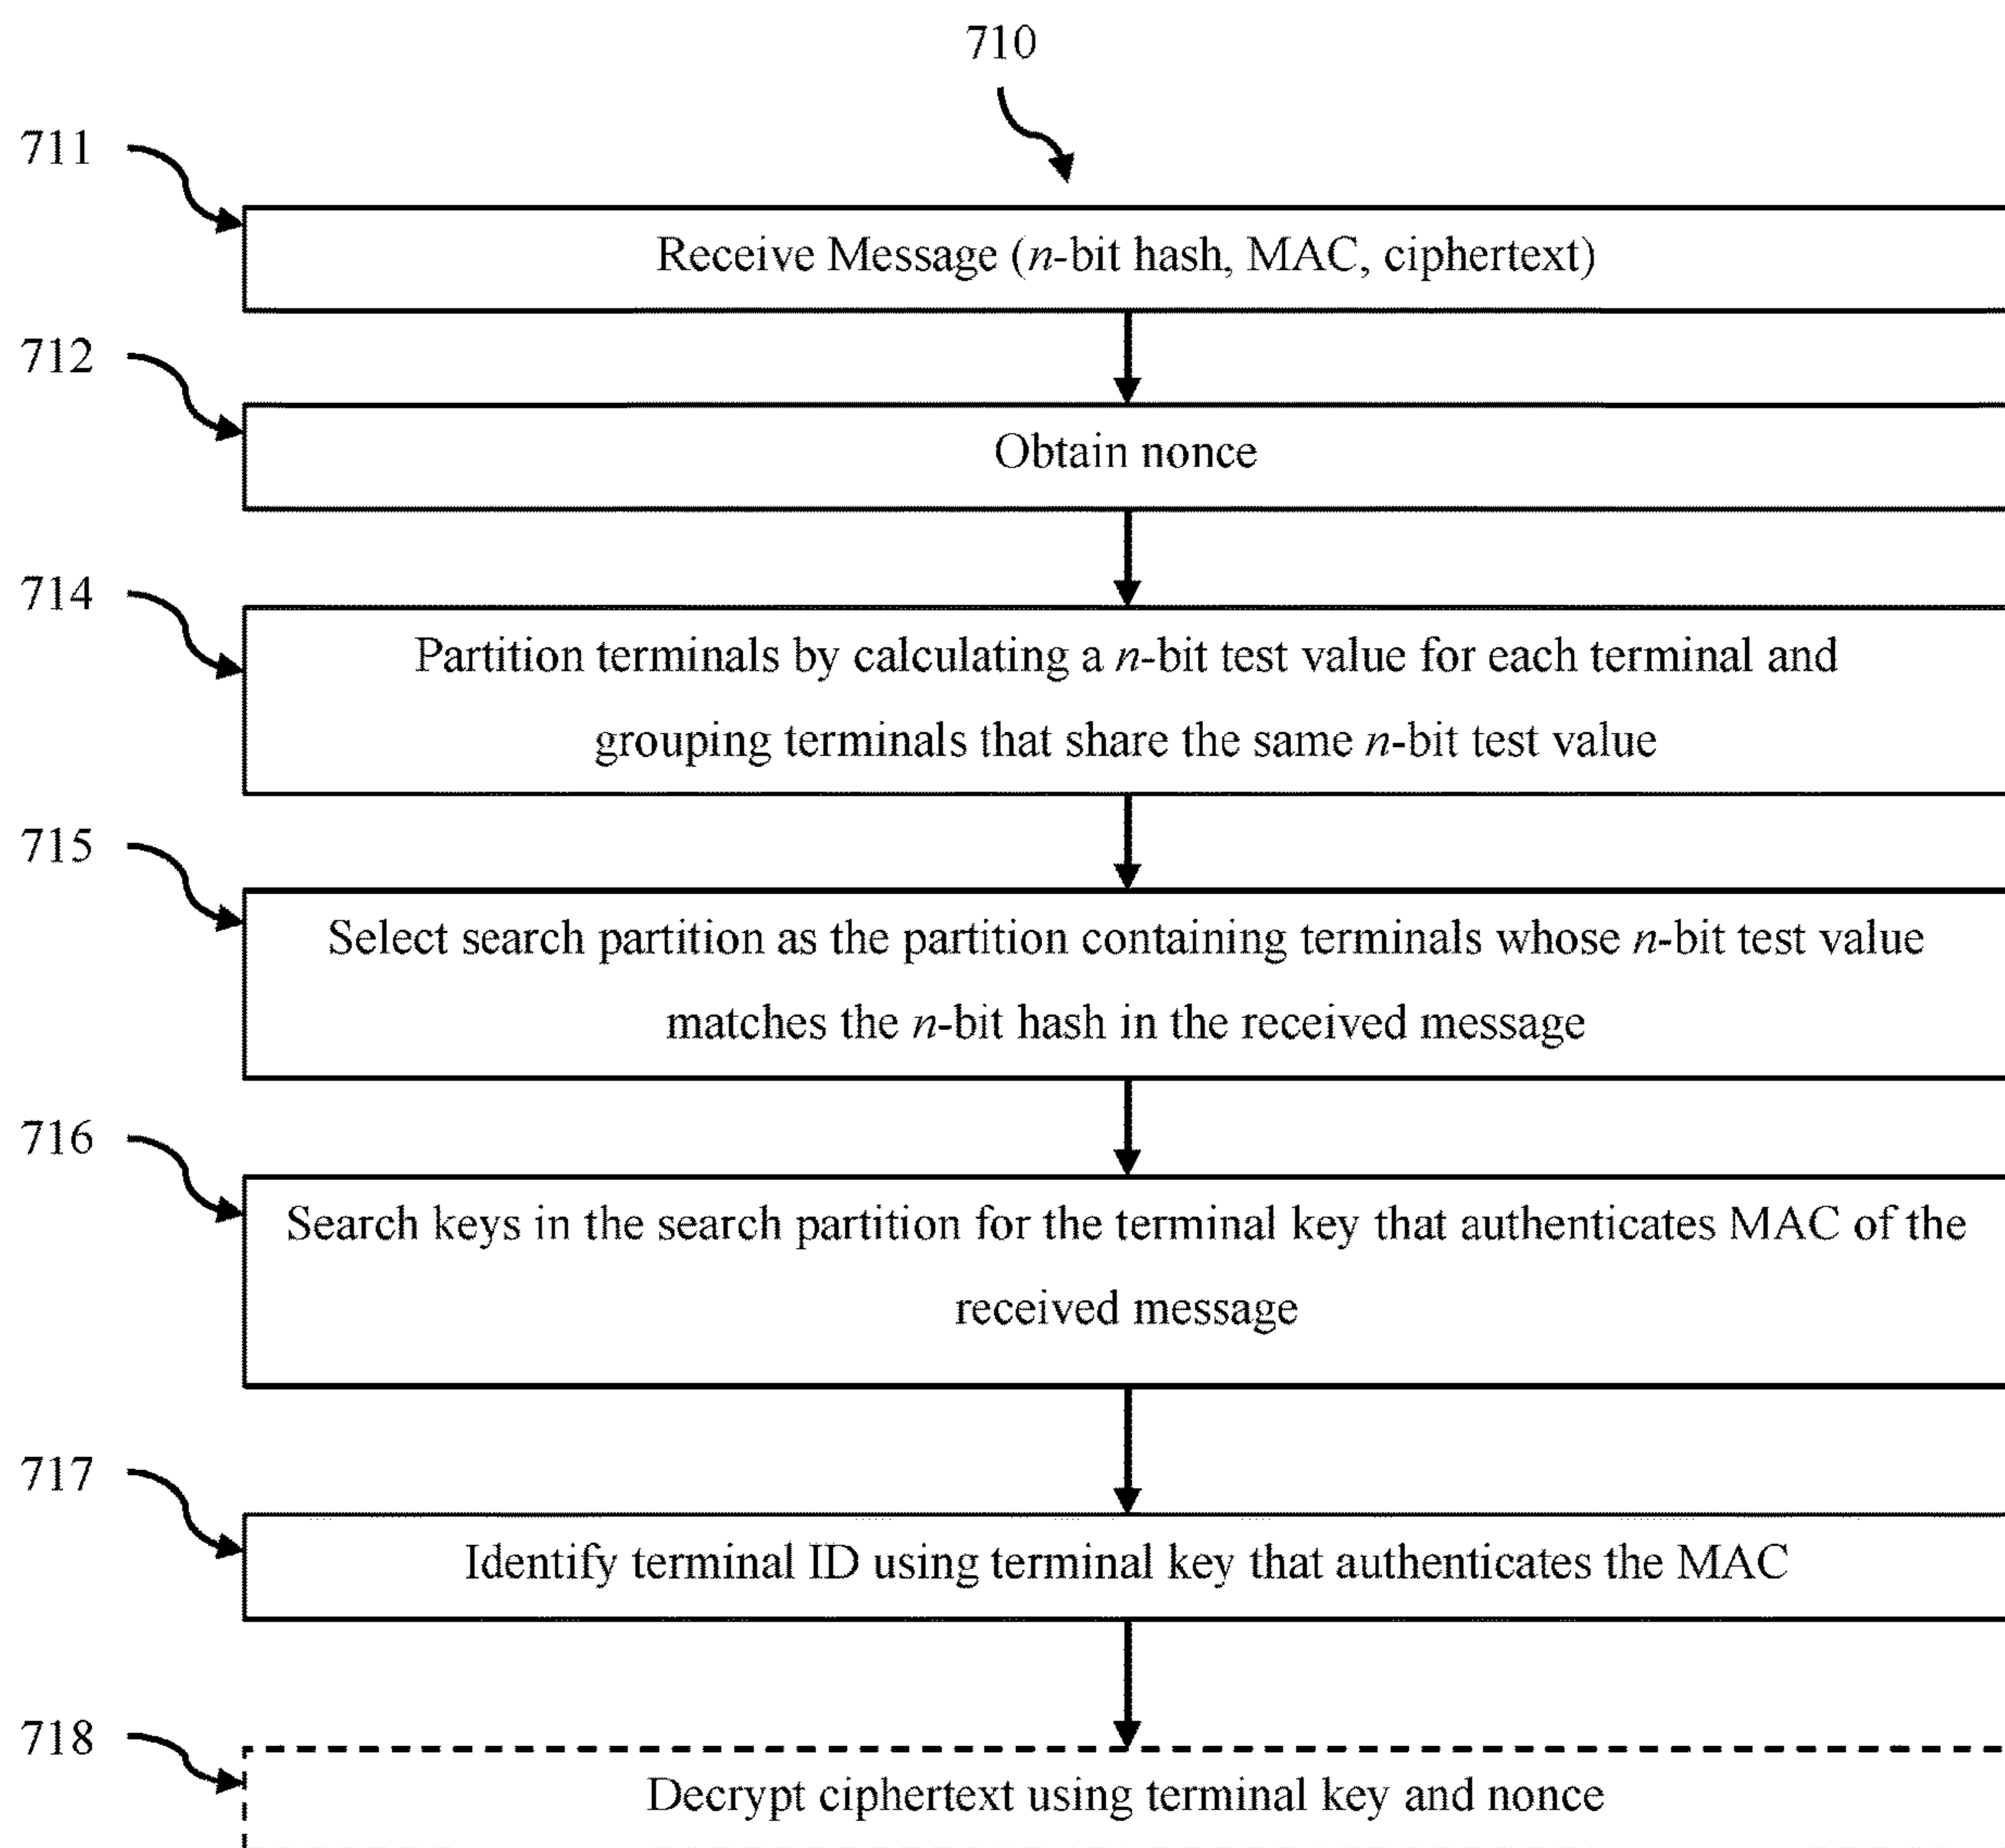 710
711
Receive Message (n-bit hash, MAC, ciphertext)
712
Obtain nonce
714
Partition terminals by calculating a n-bit test value for each terminal and
grouping terminals that share the same n-bit test value
715
Select search partition as the partition containing terminals whose n-bit test value
matches the n-bit hash in the received message
716
Search keys in the search partition for the terminal key that authenticates MAC of the
received message
717
Identify terminal ID using terminal key that authenticates the MAC
718
Decrypt ciphertext using terminal key and nonce